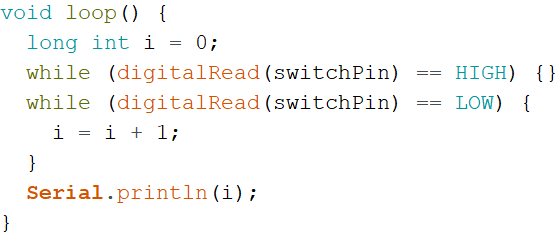 void loop() {
  long int i = 0;
  while (digitalRead(switchPin) == HIGH) {}
  while (digitalRead(switchPin) == LOW) {
    i = i + 1;
  }
  Serial.println(i);
}